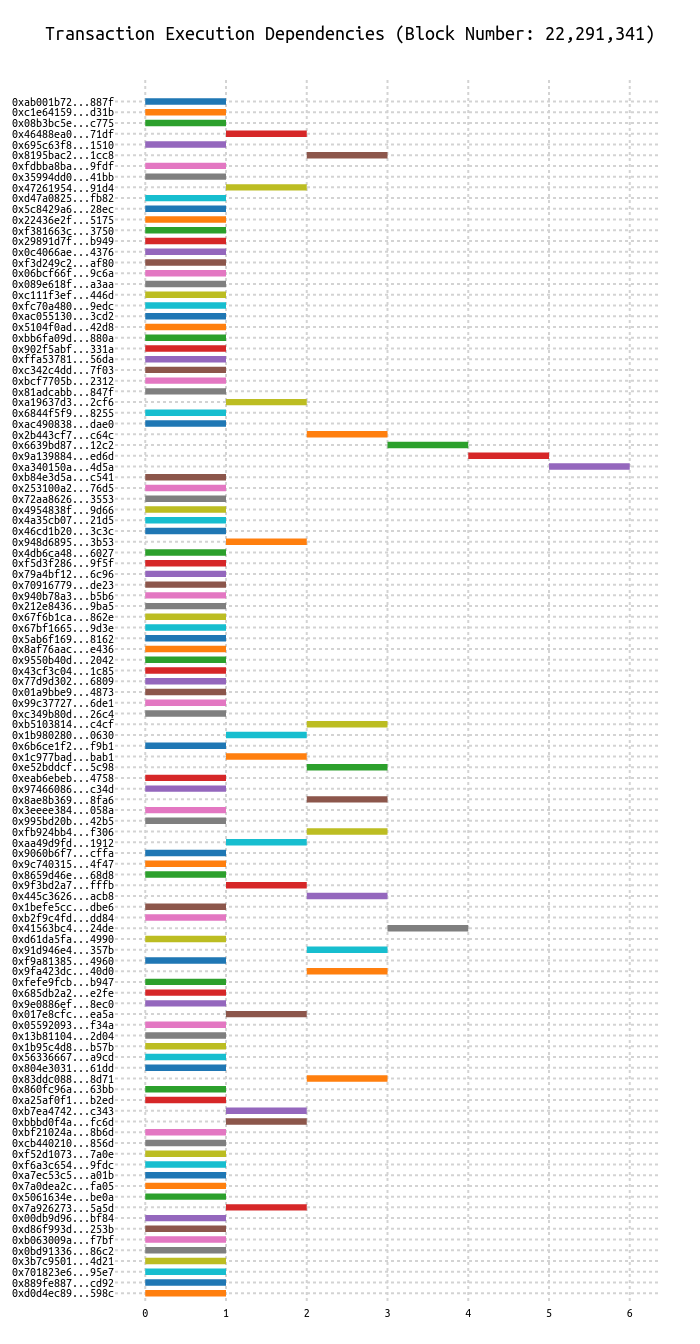 Transaction Execution Dependencies (Block Number: 22,291,341)
0xab001b72...887f
0xc1e64159...d31b
0x08b3bc5e...c775
0x46488ea0...71df
0x695c63f8...1510
0x8195bac2...1cc8
0xfdbba8ba...9fdf
0x35994dd0...41bb
0x47261954...91d4
0xd47a0825...fb82
0x5c8429a6...28ec
0x22436e2f...5175
0xf381663c...3750
0x29891d7f...b949
0x0c4066ae...4376
0xf3d249c2...af80
0x06bcf66f...9c6a
0x089e618f...a3aa
0xc111f3ef...446d
0xfc70a480...9edc
0xac055130...3cd2
0x5104f0ad...42d8
0xbb6fa09d...880a
0x902f5abf...331a
0xffa53781...56da
0xc342c4dd...7f03
0xbcf7705b...2312
0x81adcabb...847f
0xa19637d3...2cf6
0x6844f5f9...8255
0xac490838...dae0
0x2b443cf7...c64c
0x6639bd87...12c2
0x9a139884...ed6d
0xa340150a...4d5a
0xb84e3d5a...c541
0x253100a2...76d5
0x72aa8626...3553
0x4954838f...9d66
0x4a35cb07...21d5
0x46cd1b20...3c3c
0x948d6895...3b53
0x4db6ca48...6027
0xf5d3f286...9f5f
0x79a4bf12...6c96
0x70916779...de23
0x940b78a3...b5b6
0x212e8436...9ba5
0x67f6b1ca...862e
0x67bf1665...9d3e
0x5ab6f169...8162
0x8af76aac...e436
0x9550b40d...2042
0x43cf3c04...1c85
0x77d9d302...6809
0x01a9bbe9...4873
0x99c37727...6de1
0xc349b80d...26c4
0xb5103814...c4cf
0x1b980280...0630
0x6b6ce1f2...f9b1
0x1c977bad...bab1
0xe52bddcf...5c98
0xeab6ebeb...4758
0x97466086...c34d
0x8ae8b369...8fa6
0x3eeee384...058a
0x995bd20b...42b5
0xfb924bb4...f306
0xaa49d9fd...1912
0x9060b6f7...cffa
0x9c740315...4f47
0x8659d46e...68d8
0x9f3bd2a7...fffb
0x445c3626...acb8
0x1befe5cc...dbe6
0xb2f9c4fd...dd84
0x41563bc4...24de
0xd61da5fa...4990
0x91d946e4...357b
0xf9a81385...4960
0x9fa423dc...40d0
0xfefe9fcb...b947
0x685db2a2...e2fe
0x9e0886ef...8ec0
0x017e8cfc...ea5a
0x05592093...f34a
0x13b81104...2d04
0x1b95c4d8...b57b
0x56336667...a9cd
0x804e3031...61dd
0x83ddc088...8d71
0x860fc96a...63bb
0xa25af0f1...b2ed
0xb7ea4742...c343
0xbbbd0f4a...fc6d
0xbf21024a...8b6d
0xcb440210...856d
0xf52d1073...7a0e
0xf6a3c654...9fdc
0xa7ec53c5...a01b
0x7a0dea2c...fa05
0x5061634e...be0a
0x7a926273...5a5d
0x00db9d96...bf84
0xd86f993d...253b
0xb063009a...f7bf
0x0bd91336...86c2
0x3b7c9501...4d21
0x701823e6...95e7
0x889fe887...cd92
0xd0d4ec89...598c
0 1 2 3 4 5 6